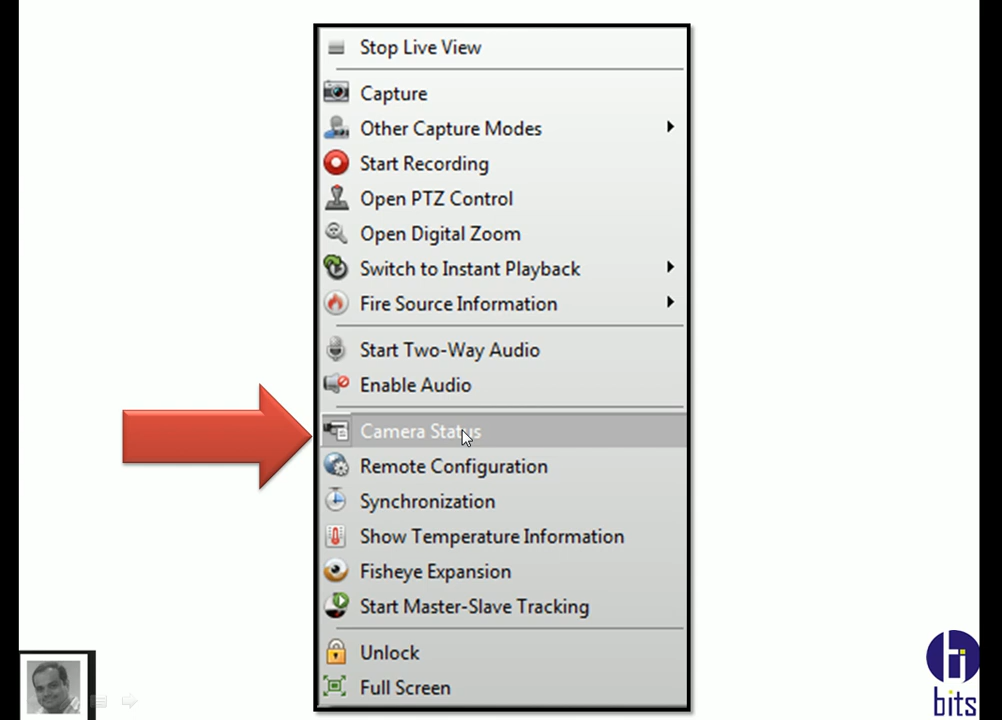 Stop Live View
Capture
Other Capture Modes
Start Recording
Open PTZ Control
Open Digital Zoom
Switch to Instant Playback
Fire Source Information
Start Two-Way Audio
Enable Audio
Camera Status
Remote Configuration
Synchronization
Show Temperature Information
Fisheye Expansion
Start Master-Slave Tracking
Unlock
Full Screen
bits